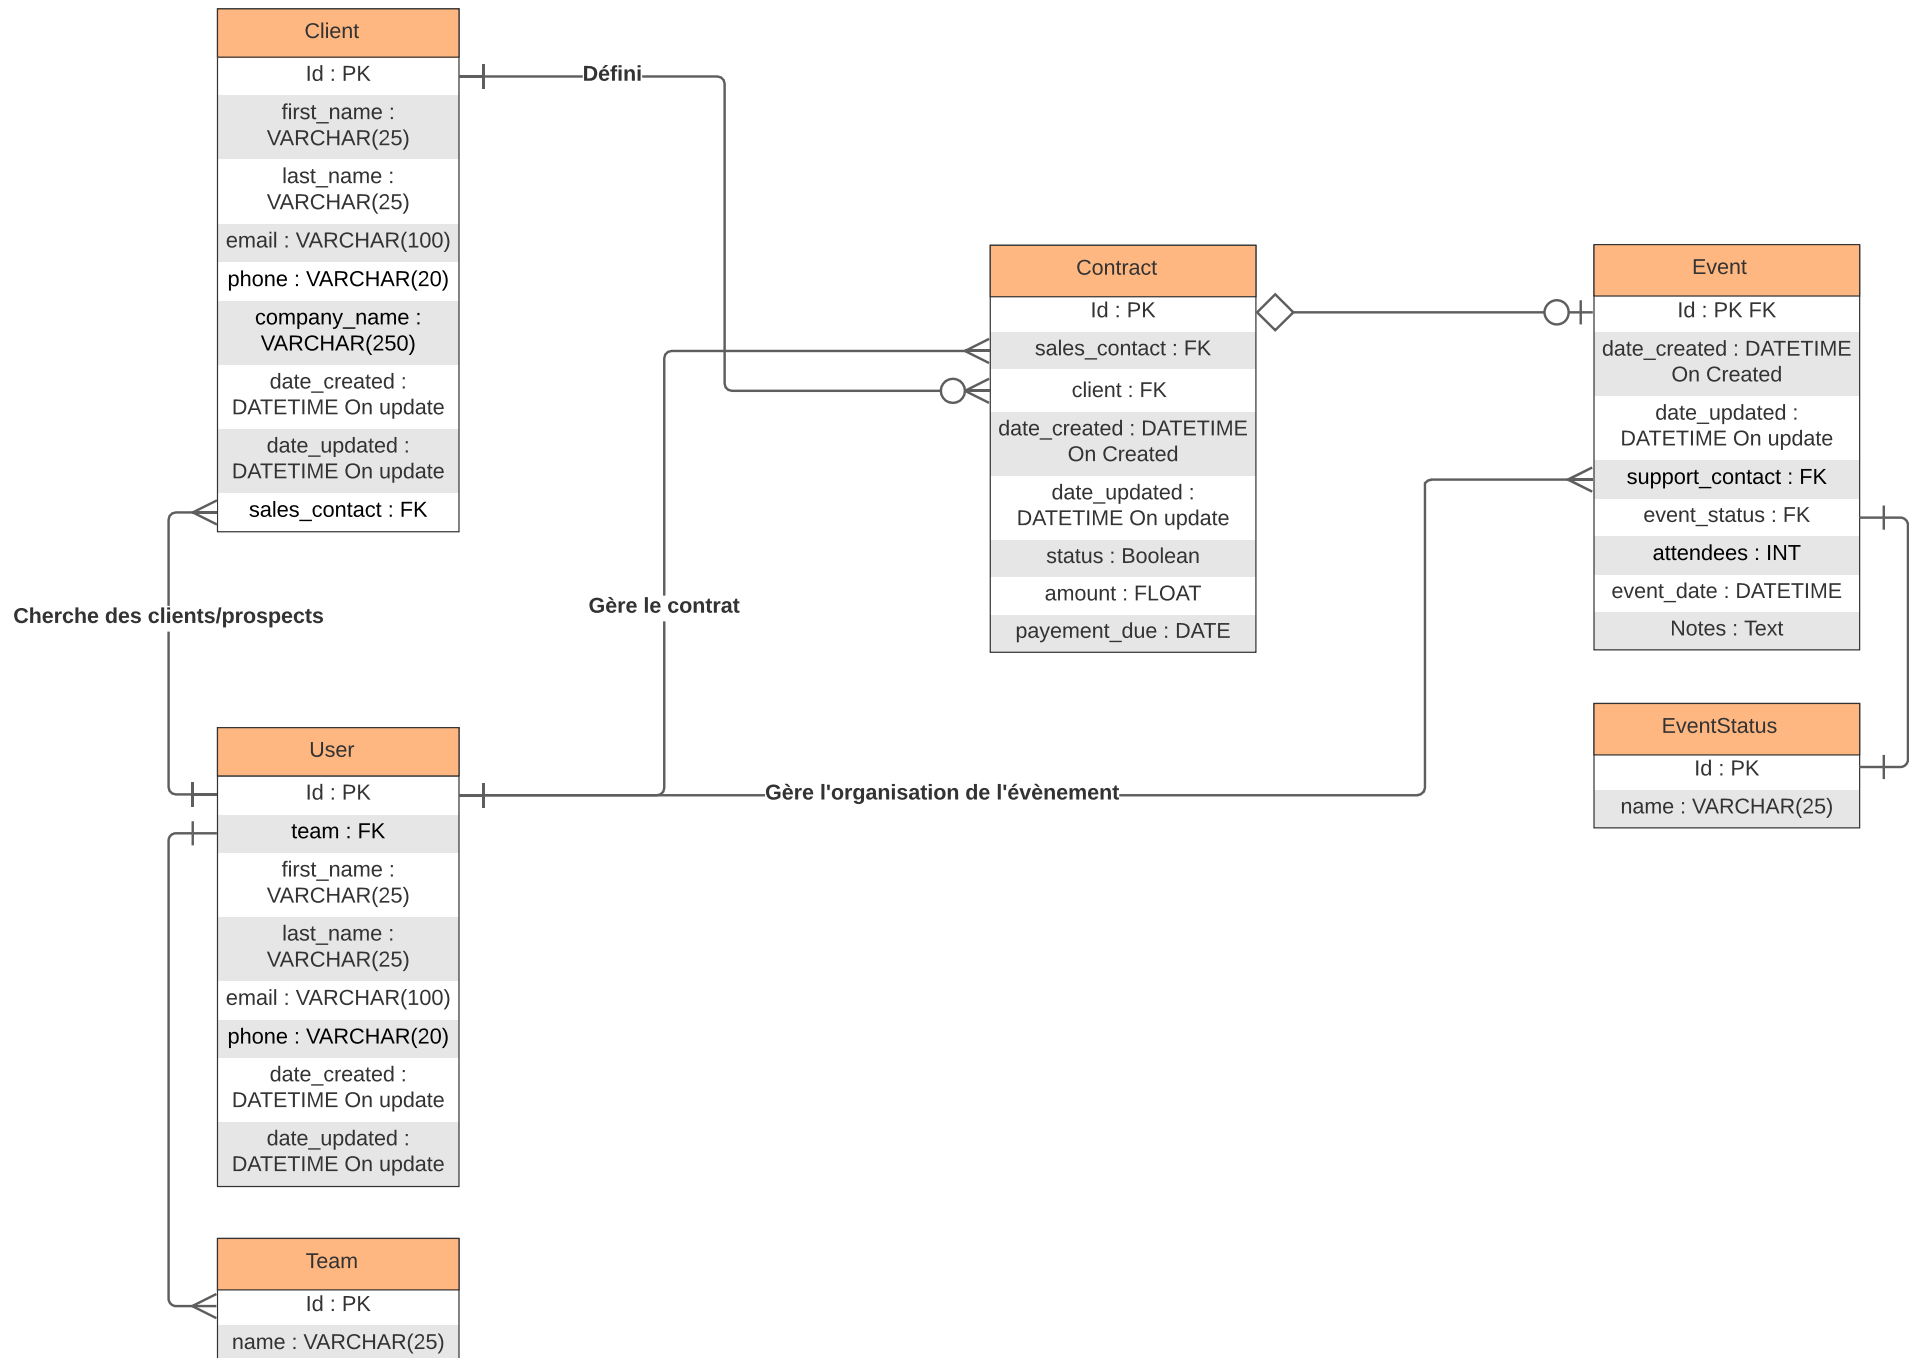 Client
Id : PK
first_name :
VARCHAR(25)
last_name :
VARCHAR(25)
email : VARCHAR(100)
phone : VARCHAR(20)
company_name :
VARCHAR(250)
date_created :
DATETIME On update
date_updated :
DATETIME On update
sales_contact : FK
Défini
Cherche des clients/prospects
Gère le contrat
Gère l'organisation de l'évènement
Contract
Id : PK
sales_contact : FK
client : FK
date_created : DATETIME
On Created
date_updated :
DATETIME On update
status : Boolean
amount : FLOAT
payement_due : DATE
Event
Id : PK FK
date_created : DATETIME
On Created
date_updated :
DATETIME On update
support_contact : FK
event_status : FK
attendees : INT
event_date : DATETIME
Notes : Text
EventStatus
Id : PK
name : VARCHAR(25)
User
Id : PK
team : FK
first_name :
VARCHAR(25)
last_name :
VARCHAR(25)
email : VARCHAR(100)
phone : VARCHAR(20)
date_created :
DATETIME On update
date_updated :
DATETIME On update
Team
Id : PK
name : VARCHAR(25)